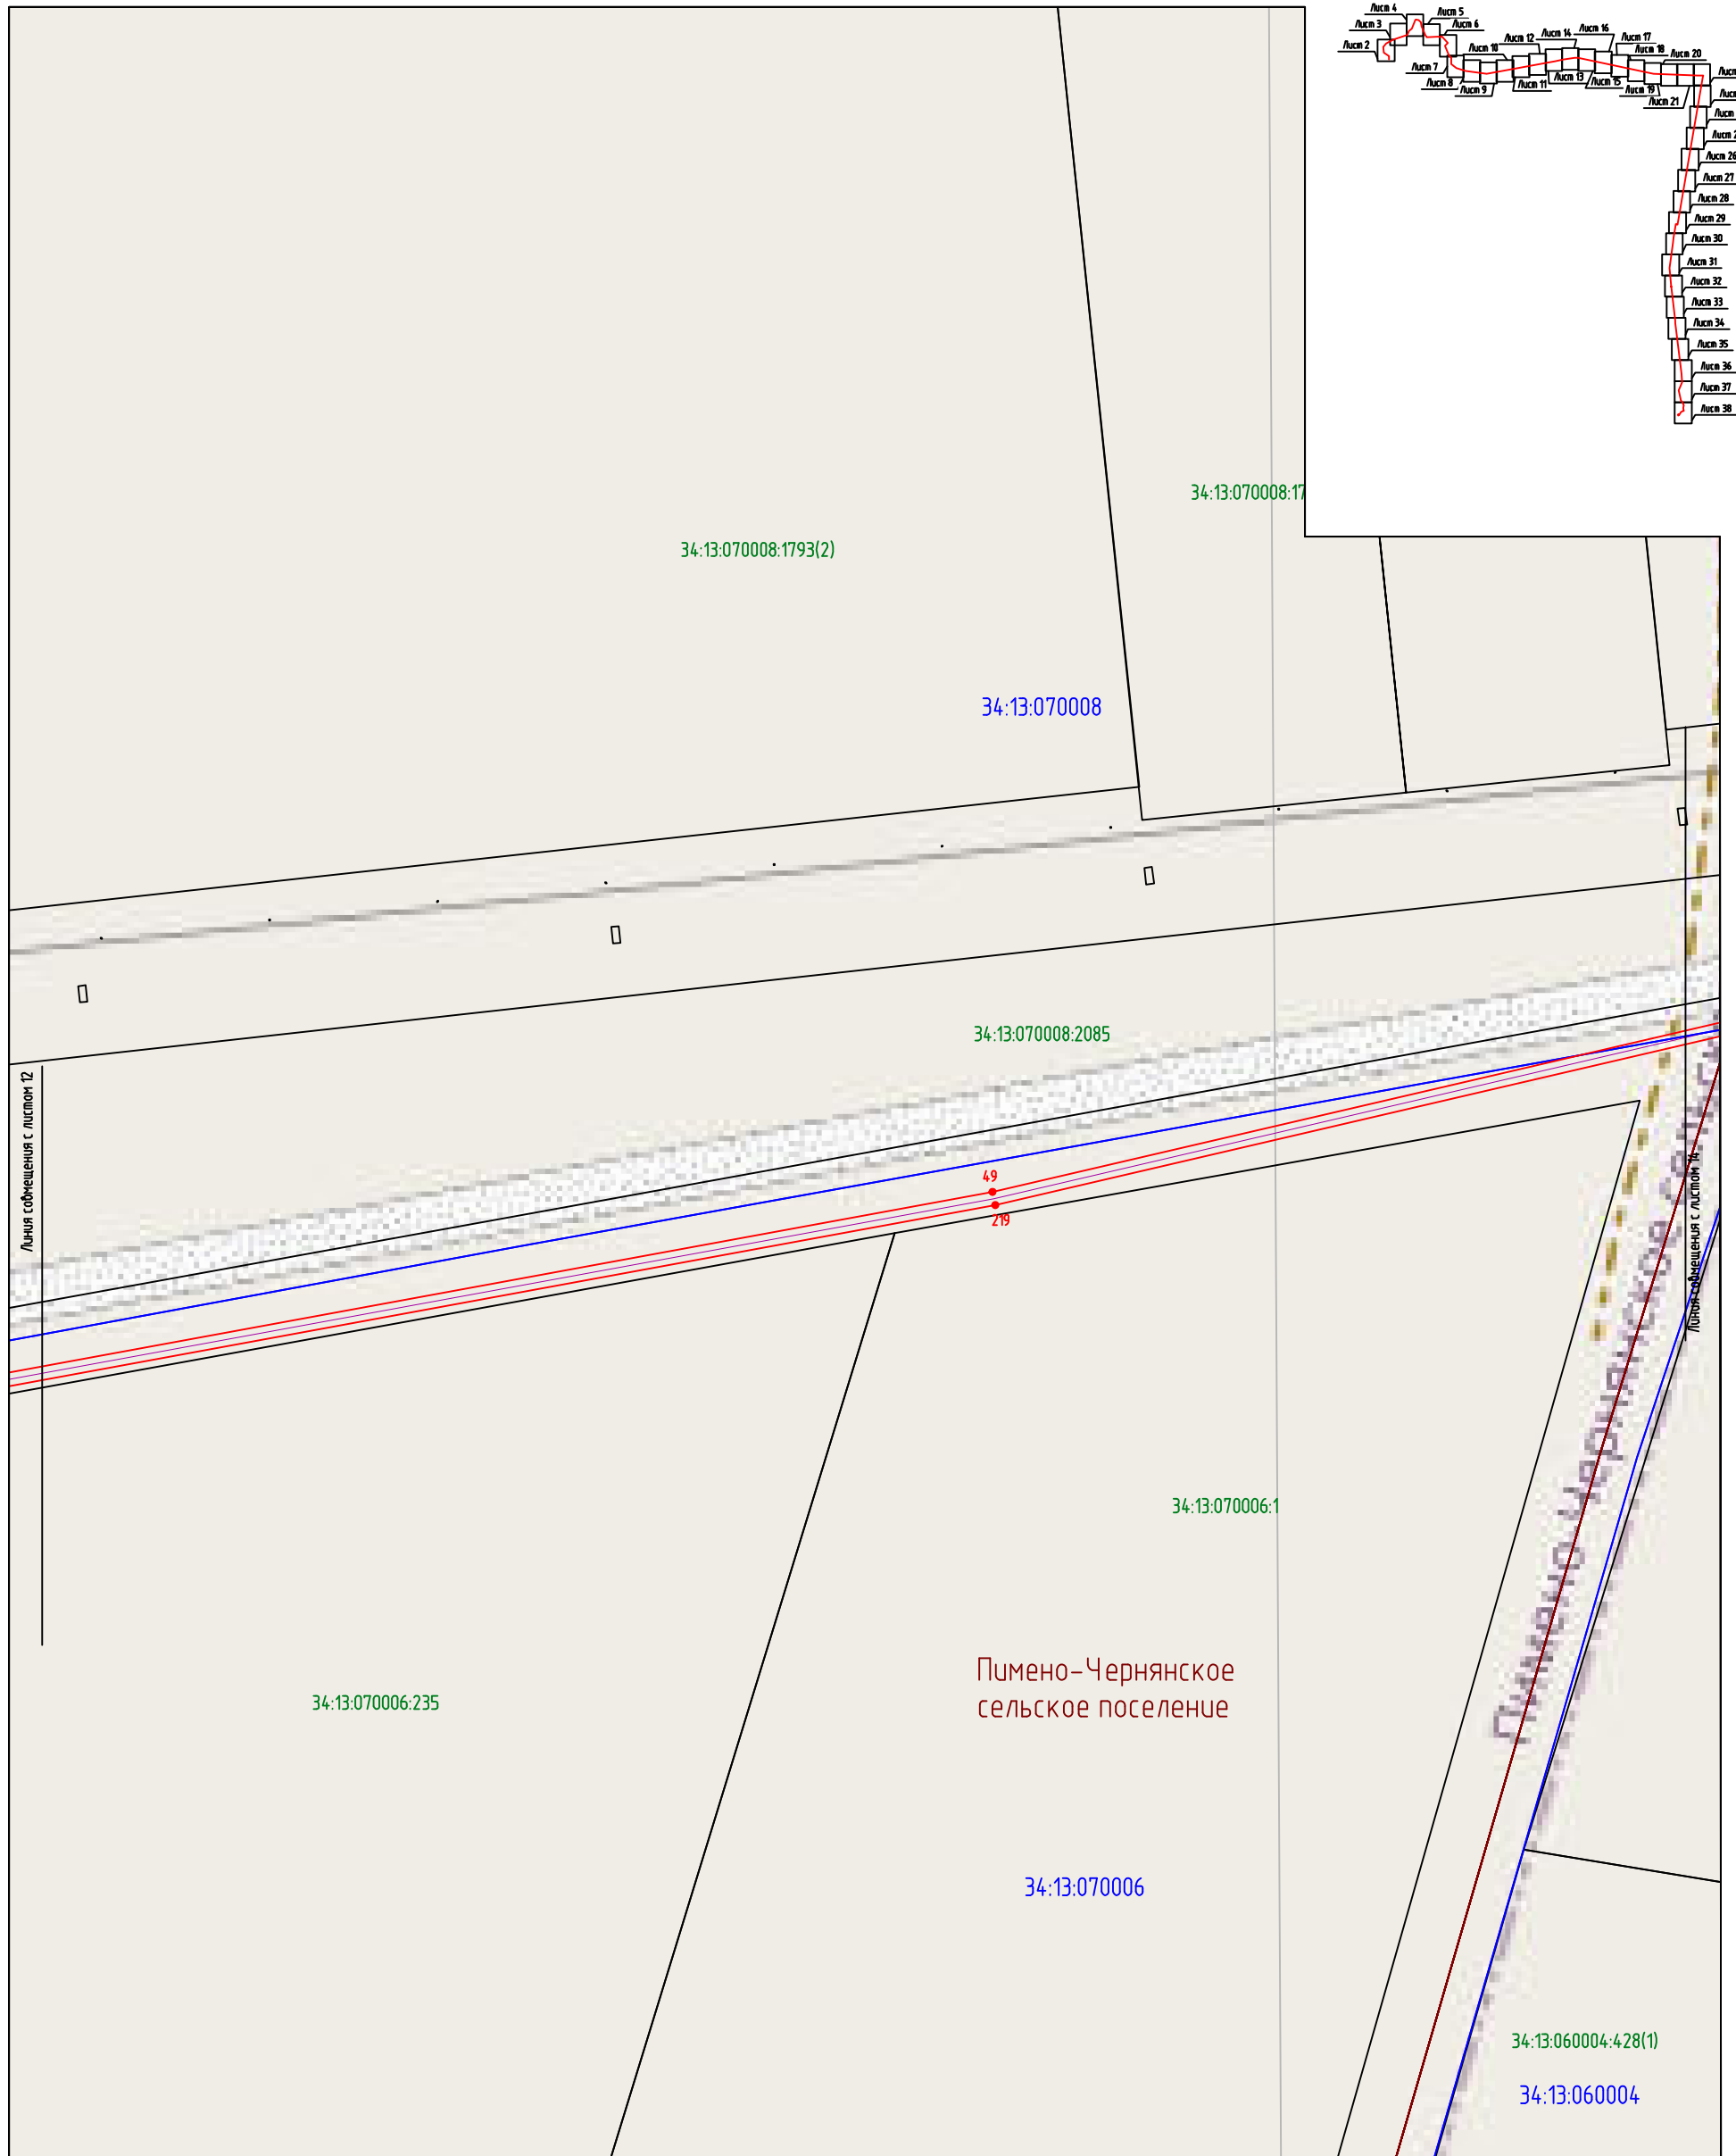 Лист 4
Лист 5
Лист 3
Лист 6
Лист 2
Лист 12
Лист 14
Лист 16
Лист 17
Лист 10
Лист 18
Лист 20
Лист 7
Лист 13
Лист 15
Лист 8
Лист 9
Лист 11
Лист 19
Лист 21
Лист 26
Лист 27
Лист 28
Лист 29
Лист 30
Лист 31
Лист 32
Лист 33
Лист 34
Лист 35
Лист 36
Лист 37
Лист 38
34:13:070008:17
34:13:070008:1793(2)
34:13:070008
34:13:070008:2085
Линия совмещения с листом 12
Линия совмещения с листом 14
49
219
34:13:070006:1
Пимено-Чернянское
сельское поселение
34:13:070006:235
34:13:070006
34:13:060004:428(1)
34:13:060004